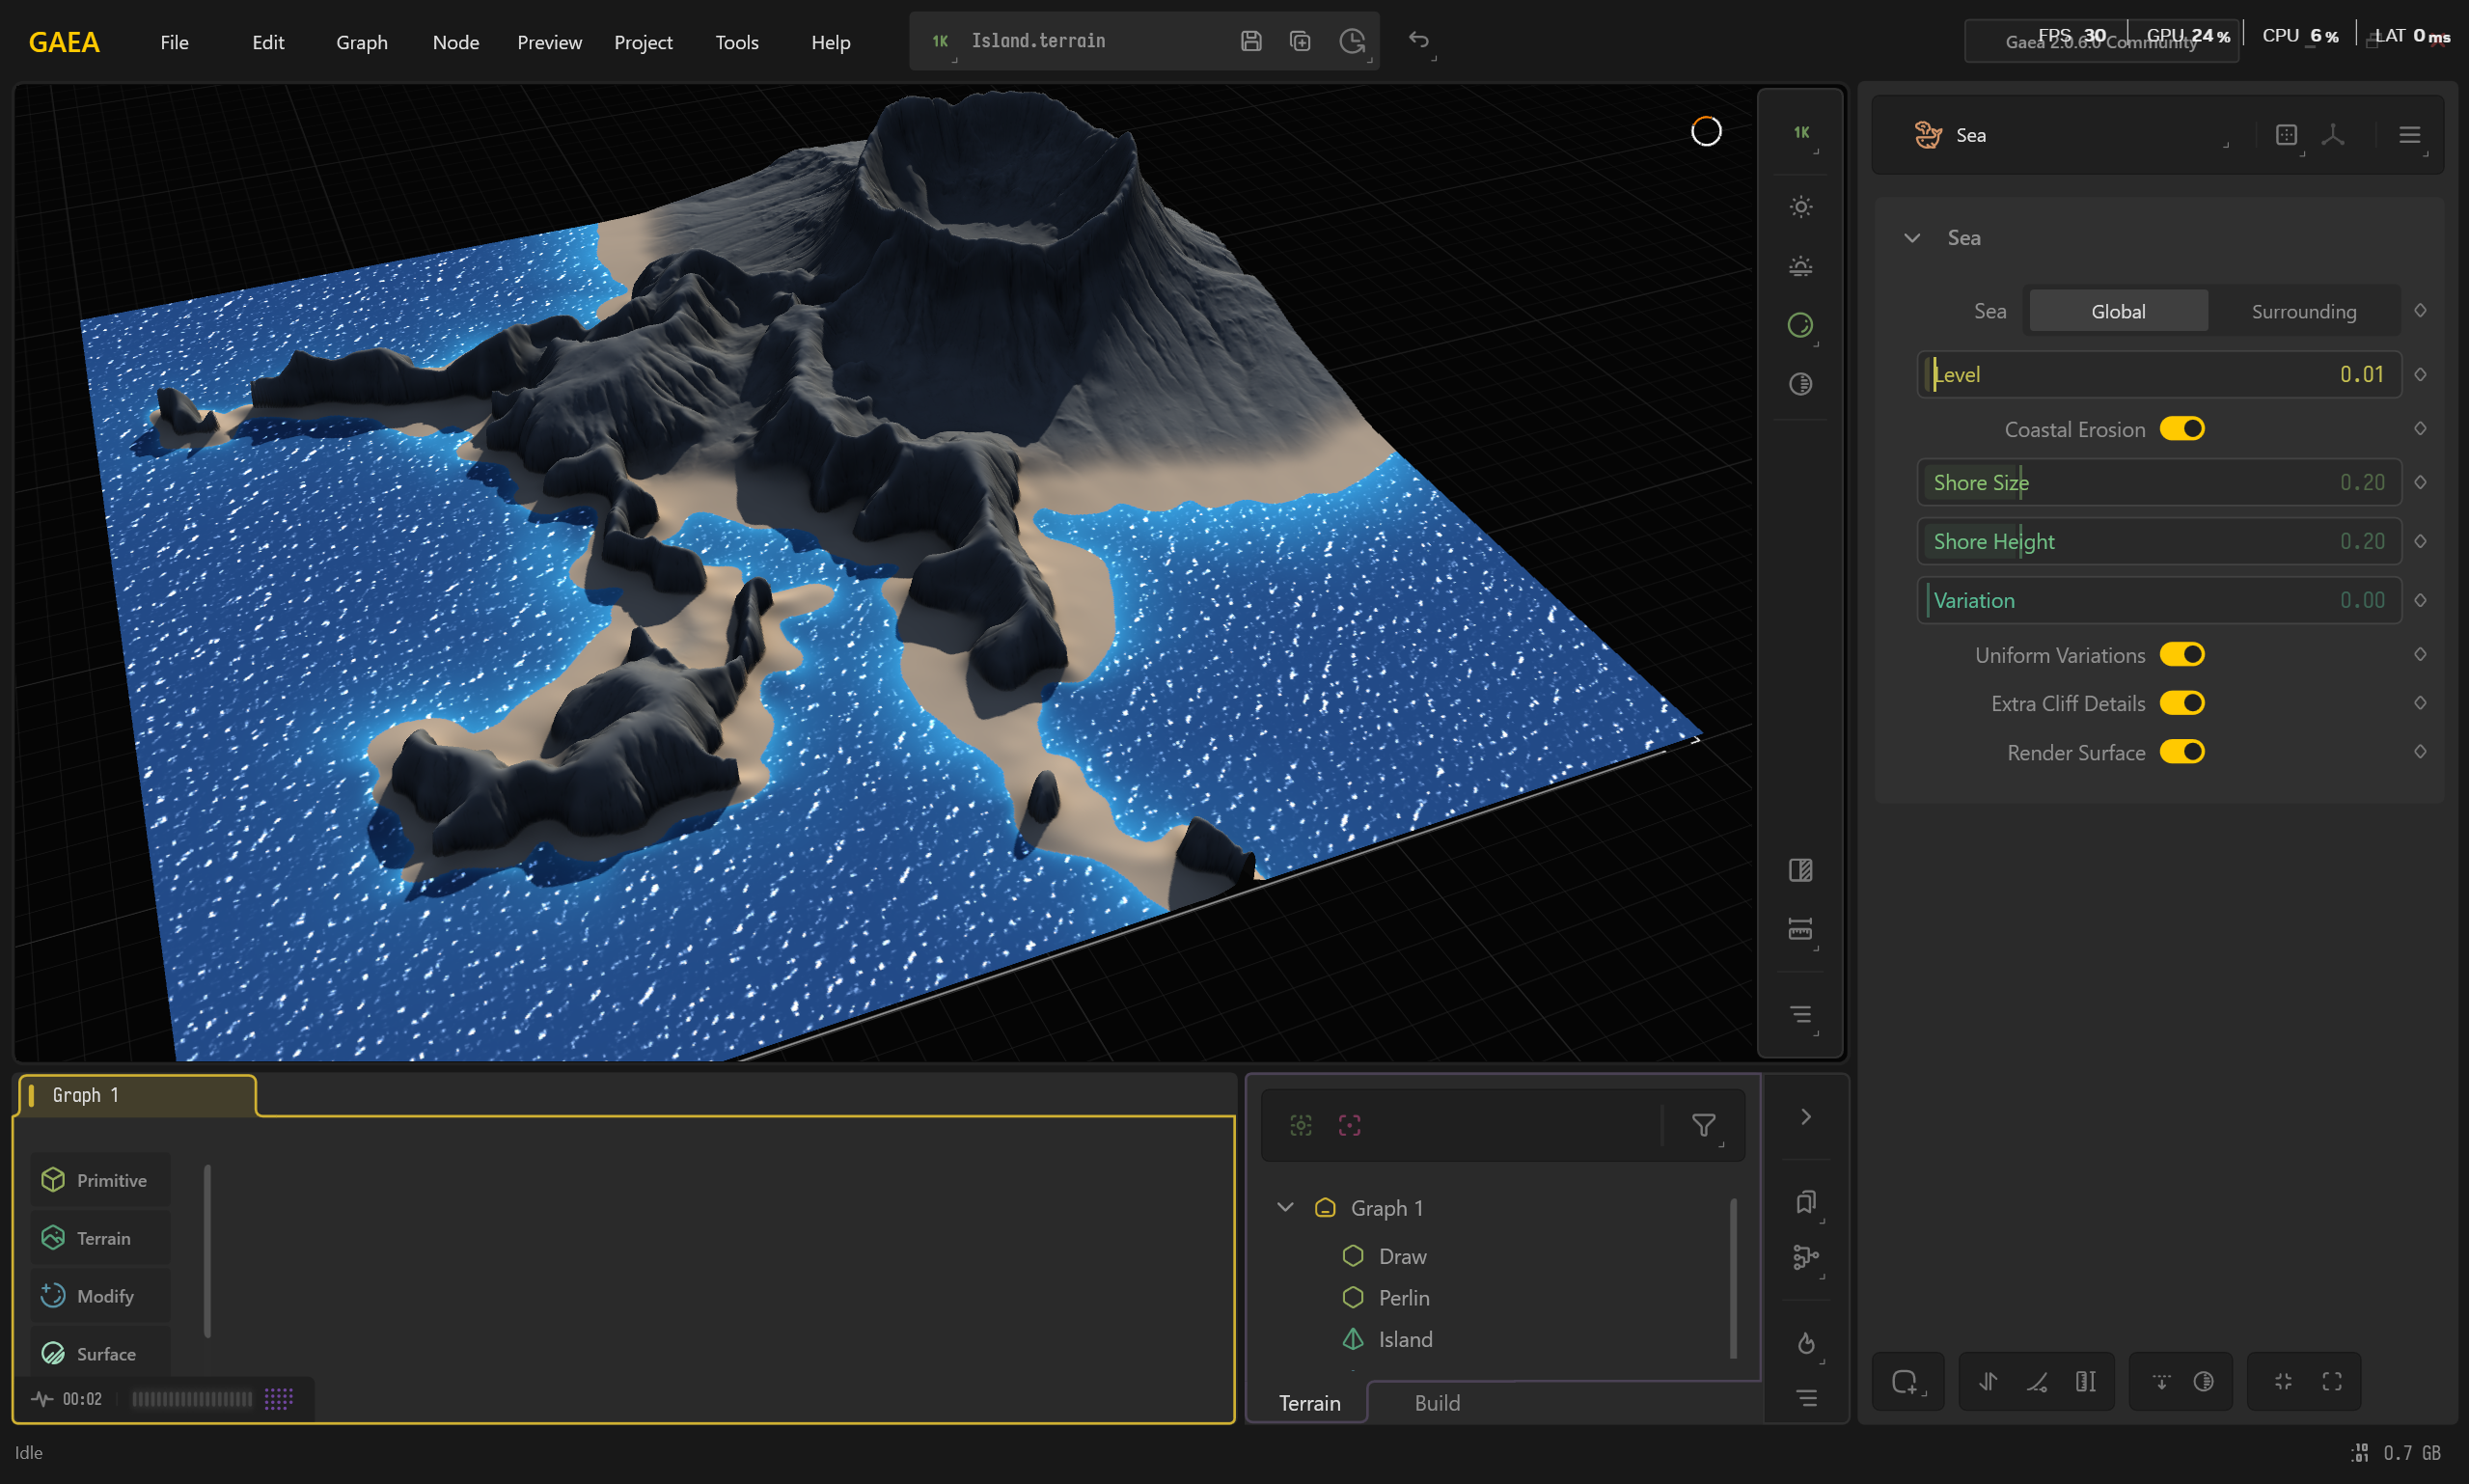 GAEA File Edit Graph Node Preview Project Tools Help 1K Island.terrain Gaea 2.0.6.0 Community FPS 30 GPU 24% CPU 6% LAT 0ms
1K
Sea
Sea
Sea Global Surrounding
Level 0.01
Coastal Erosion
Shore Size 0.20
Shore Height 0.20
Variation 0.00
Uniform Variations
Extra Cliff Details
Render Surface
Graph 1
Primitive
Terrain
Modify
Surface
00:02
Graph 1
Draw
Perlin
Island
Terrain Build
Idle
0.7 GB